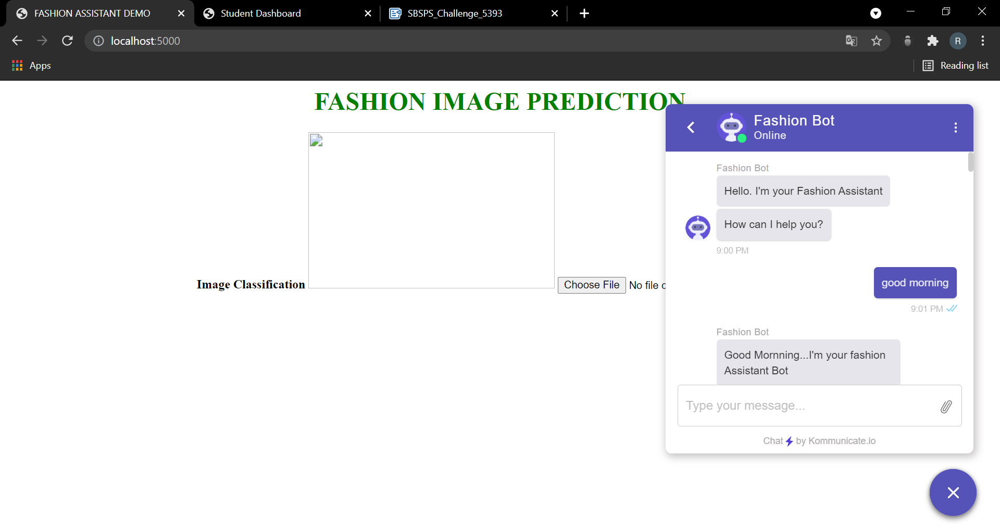 FASHION ASSISTANT DEMO
Student Dashboard
SBSPS_Challenge_5393
localhost:5000
R
Apps
Reading list
FASHION IMAGE PREDICTION
Fashion Bot
Online
Fashion Bot
Hello. I'm your Fashion Assistant
How can I help you?
9:00 PM
Image Classification
Choose File
No file
good morning
9:01 PM
Fashion Bot
Good Mornning...I'm your fashion
Assistant Bot
Type your message...
Chat by Kommunicate.io